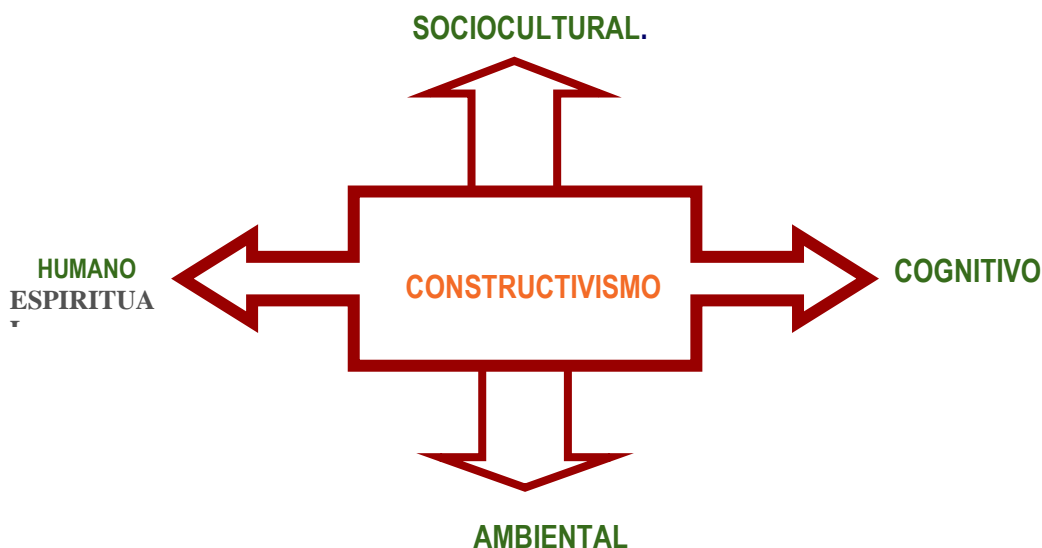 SOCIOCULTURAL.
HUMANO
ESPIRITUA
CONSTRUCTIVISMO
COGNITIVO
AMBIENTAL